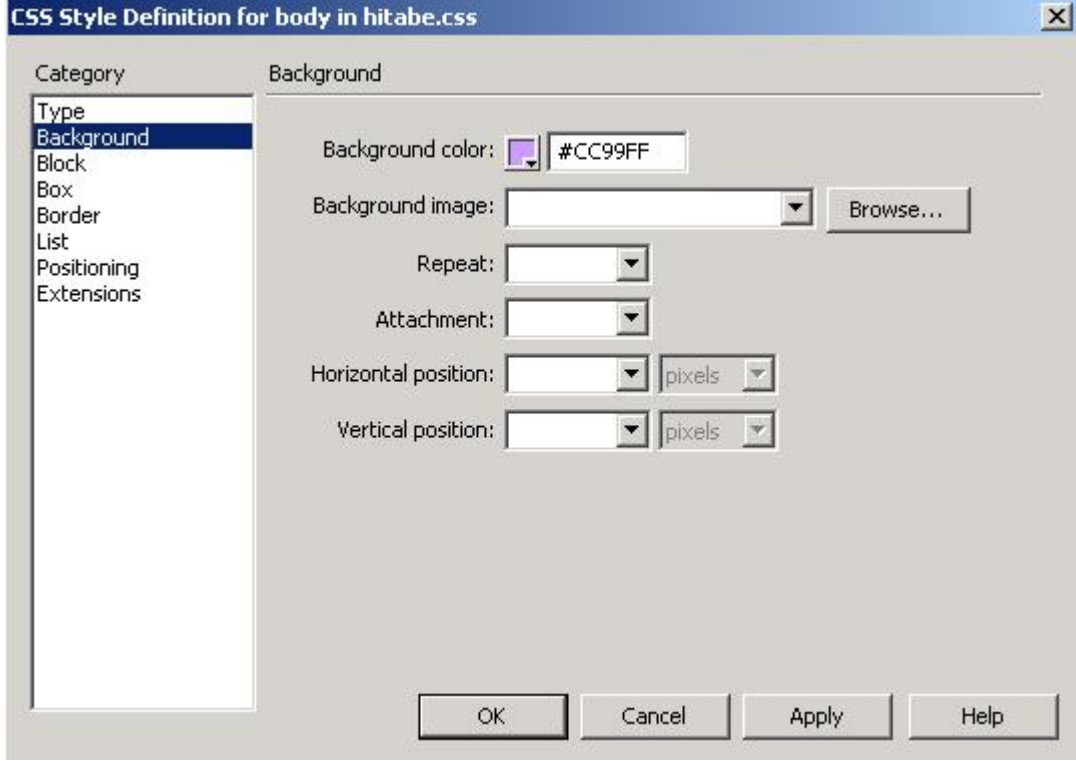 CSS Style Definition for body in hitabe.css
Category
Background
Type
Background
Block
Box
Border
List
Positioning
Extensions
Background color: #CC99FF
Background image: Browse...
Repeat:
Attachment:
Horizontal position: pixels
Vertical position: pixels
OK Cancel Apply Help